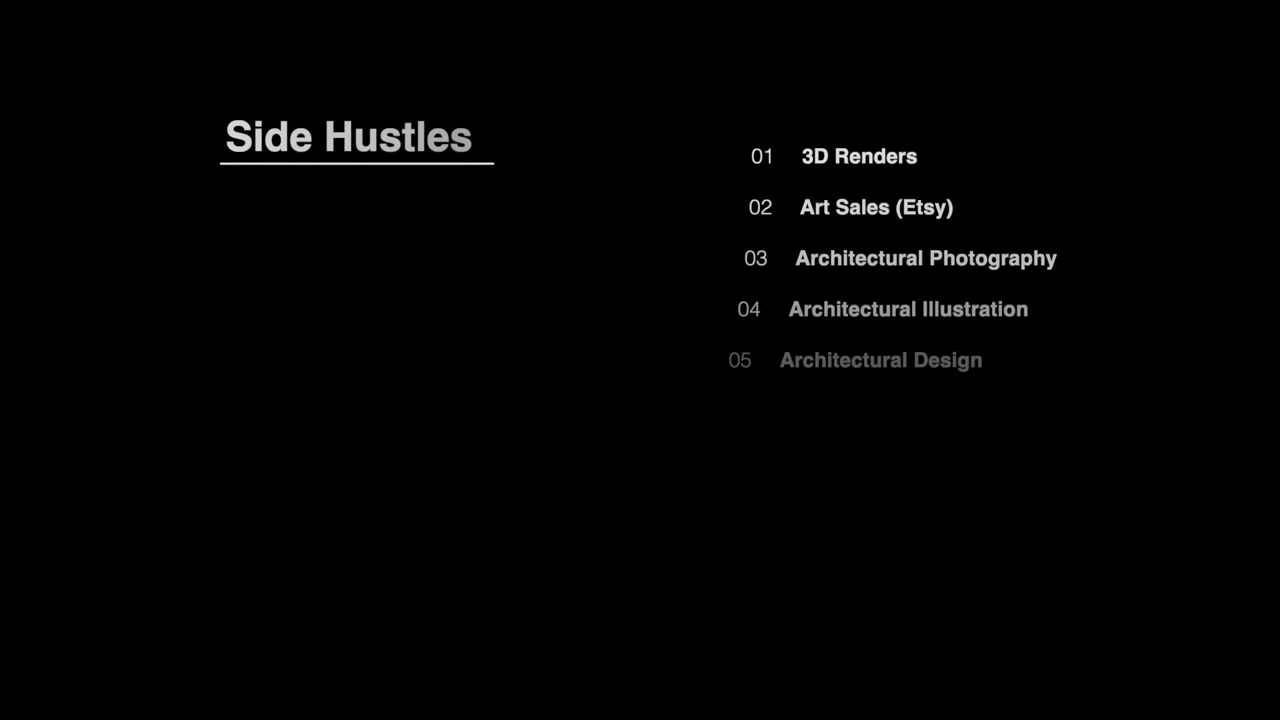 Side Hustles
01 3D Renders
02 Art Sales (Etsy)
03 Architectural Photography
04 Architectural Illustration
05 Architectural Design